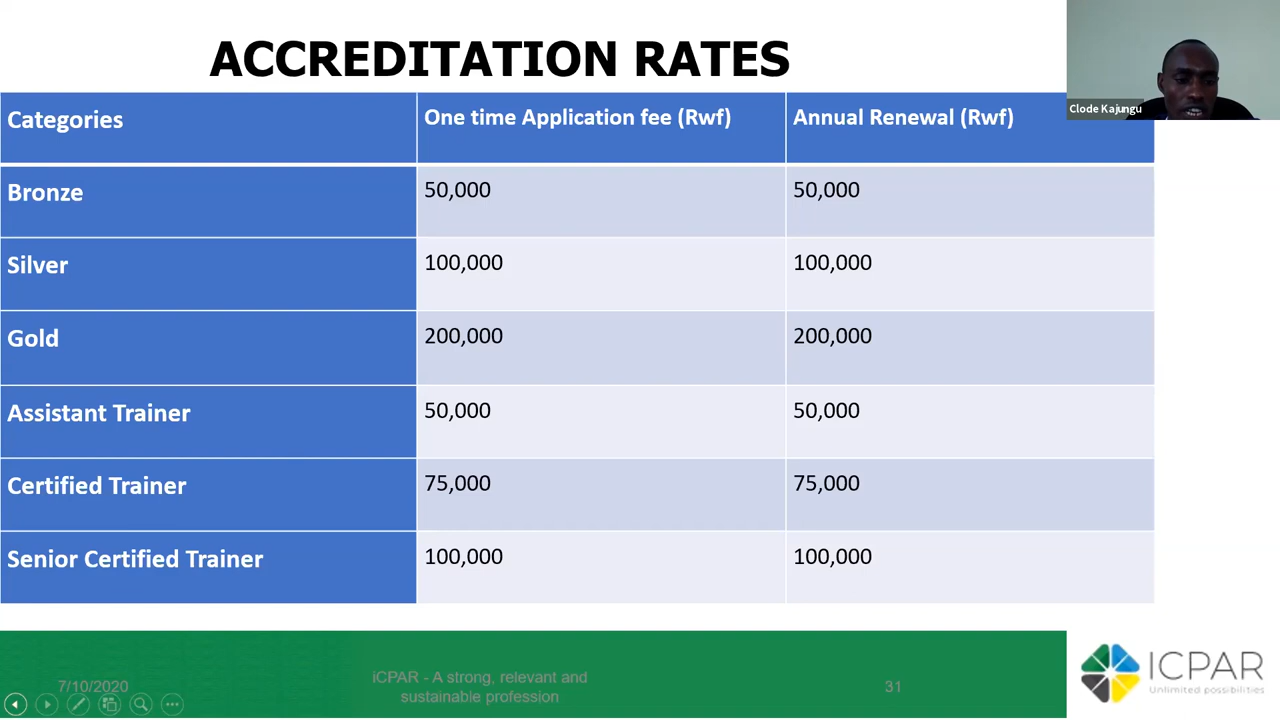 ACCREDITATION RATES
Clode Kajungu
Categories
One time Application fee (Rwf)
Annual Renewal (Rwf)
Bronze
50,000
50,000
Silver
100,000
100,000
Gold
200,000
200,000
Assistant Trainer
50,000
50,000
Certified Trainer
75,000
75,000
Senior Certified Trainer
100,000
100,000
7/10/2020
iCPAR - A strong, relevant and
sustainable profession
31
ICPAR
Unlimited possibilities